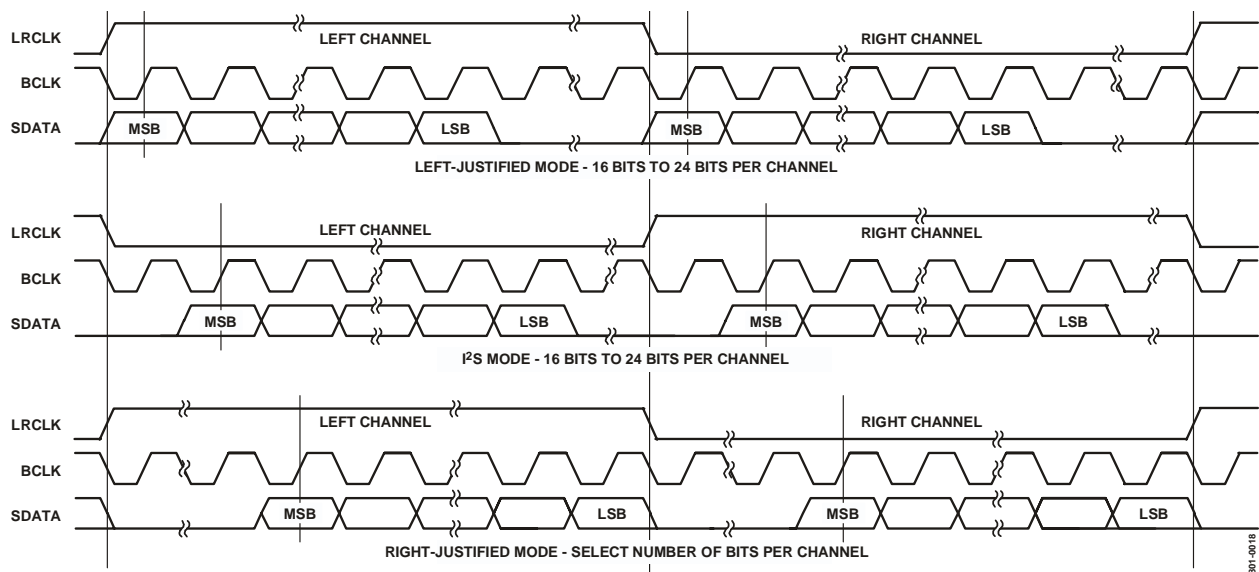 LRCLK LEFT CHANNEL RIGHT CHANNEL
BCLK
SDATA MSB LSB MSB LSB
LEFT-JUSTIFIED MODE - 16 BITS TO 24 BITS PER CHANNEL
LRCLK LEFT CHANNEL RIGHT CHANNEL
BCLK
SDATA MSB LSB MSB LSB
I²S MODE - 16 BITS TO 24 BITS PER CHANNEL
LRCLK LEFT CHANNEL RIGHT CHANNEL
BCLK
SDATA MSB LSB MSB LSB
RIGHT-JUSTIFIED MODE - SELECT NUMBER OF BITS PER CHANNEL